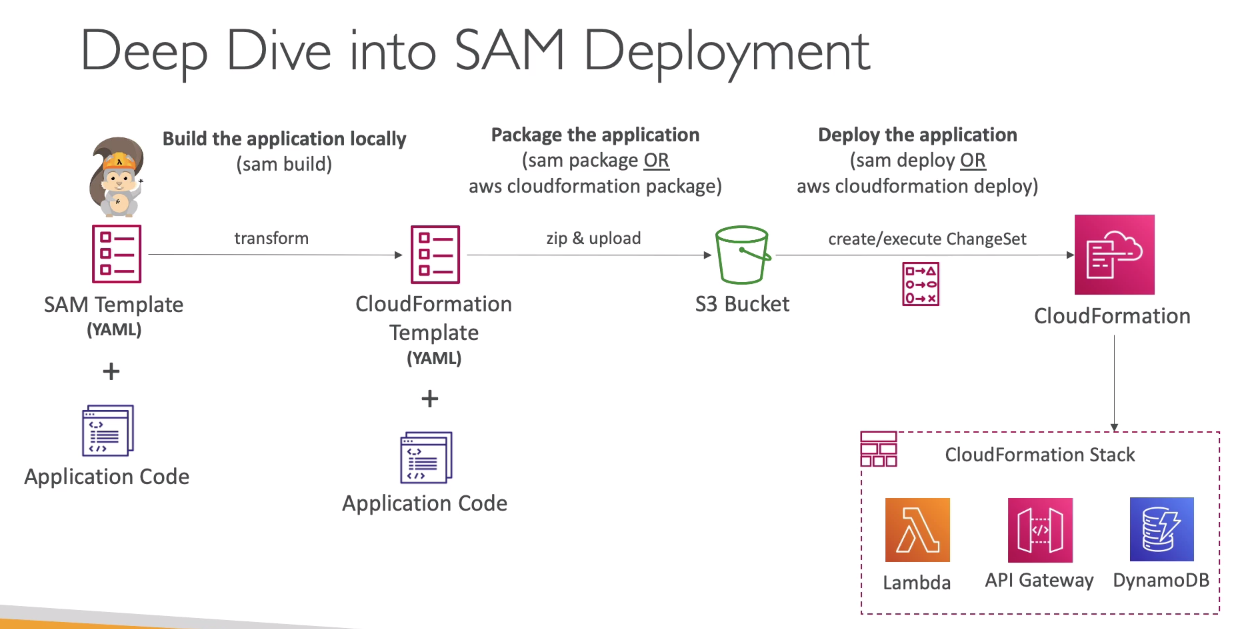 Deep Dive into SAM Deployment
Build the application locally
(sam build)
Package the application
(sam package OR
aws cloudformation package)
Deploy the application
(sam deploy OR
aws cloudformation deploy)
transform
zip & upload
create/execute ChangeSet
SAM Template
(YAML)
+
Application Code
CloudFormation
Template
(YAML)
+
Application Code
S3 Bucket
CloudFormation
CloudFormation Stack
Lambda
API Gateway
DynamoDB